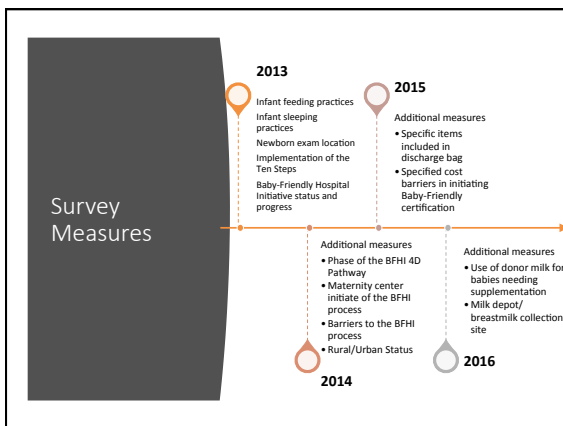 Survey
Measures
2013
Infant feeding practices
Infant sleeping
practices
Newborn exam location
Implementation of the
Ten Steps
Baby-Friendly Hospital
Initiative status and
progress
2015
Additional measures
• Specific items
included in
discharge bag
• Specified cost
barriers in initiating
Baby-Friendly
certification
Additional measures
• Phase of the BFHI 4D
Pathway
• Maternity center
initiate of the BFHI
process
• Barriers to the BFHI
process
• Rural/Urban Status
2014
Additional measures
• Use of donor milk for
babies needing
supplementation
• Milk depot/
breastmilk collection
site
2016